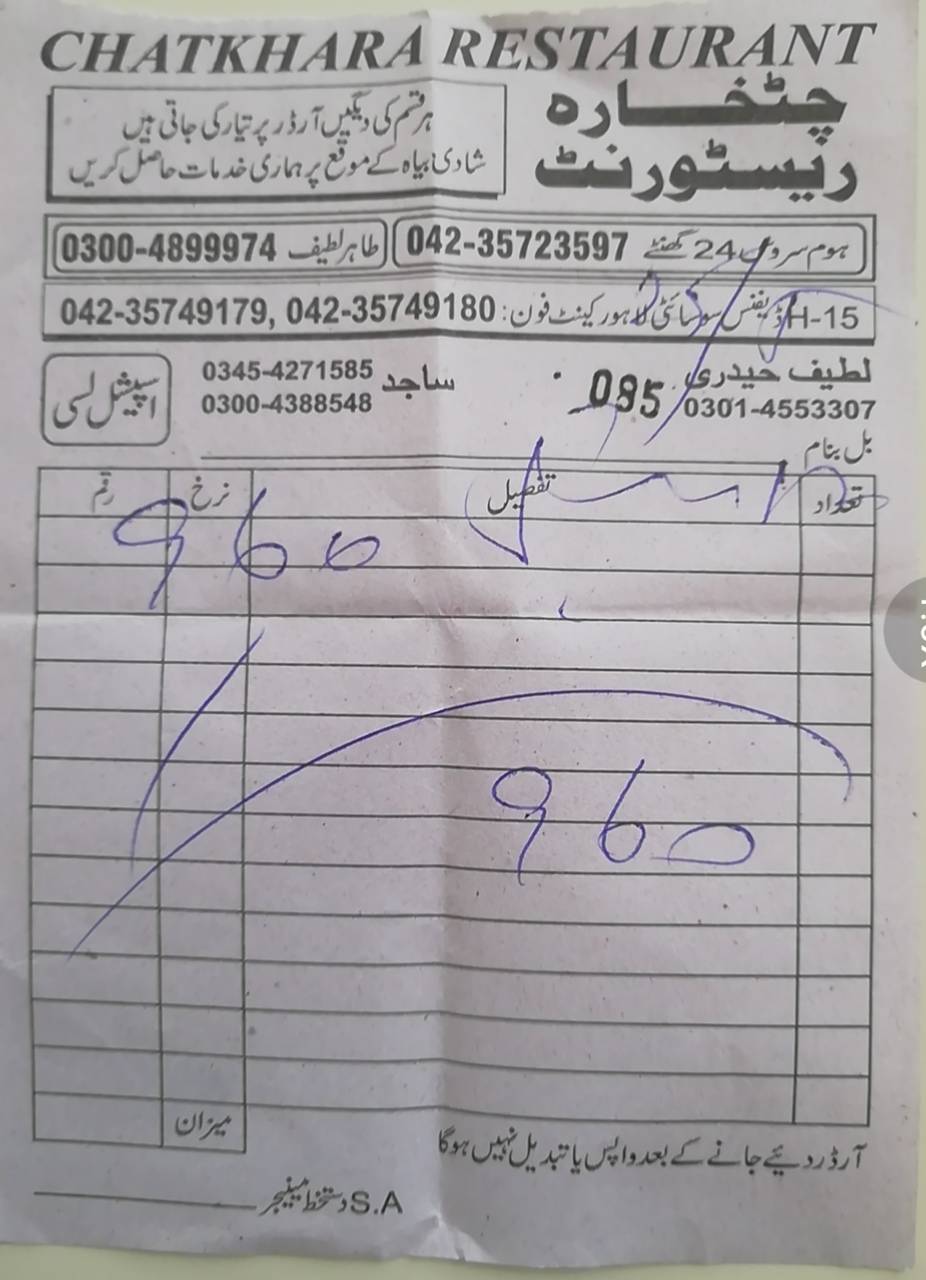 CHATKHARA RESTAURANT
چٹخارہ
ریسٹورنٹ
ہر قسم کی دیگیں آرڈر پر تیار کی جاتی ہیں
شادی بیاہ کے موقع پر ہماری خدمات حاصل کریں
ہوم سروس 24 گھنٹے 042-35723597
طاہر لطیف 0300-4899974
H-15 ڈیفنس سوسائٹی لاہور کینٹ فون: 042-35749180, 042-35749179
لطیف حیدری
0301-4553307
095
ساجد 0345-4271585
0300-4388548
اسپیشل لسی
بل بنام
تعداد تفصیل نرخ رقم
960
960
میزان
آرڈر دئیے جانے کے بعد واپس یا تبدیل نہیں ہوگا
S.A دستخط مینیجر